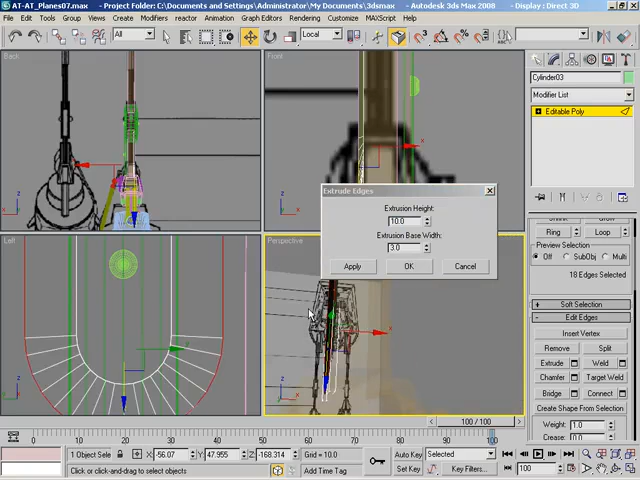 AT-AT_Planes07.max - Project Folder: C:\Documents and Settings\Administrator\My Documents\3dsmax - Autodesk 3ds Max 2008 - Display : Direct 3D
File Edit Tools Group Views Create Modifiers reactor Animation Graph Editors Rendering Customize MAXScript Help
All
Local
Back
Front
x
z
Cylinder03
Modifier List
Editable Poly
Extrude Edges
Extrusion Height:
10.0
Extrusion Base Width:
3.0
Apply OK Cancel
Ring Loop
Preview Selection
Off SubObj Multi
18 Edges Selected
Soft Selection
Edit Edges
Insert Vertex
Remove Split
Extrude Weld
Chamfer Target Weld
Bridge Connect
Create Shape From Selection
Weight: 1.0
Crease: 0.0
Left
Perspective
100 / 100
0 10 20 30 40 50 60 70 80 90 100
1 Object Sele X: -56.07 Y: 47.955 Z: -168.314 Grid = 10.0
Auto Key Selected
Click or click-and-drag to select objects Add Time Tag Set Key Key Filters... 100